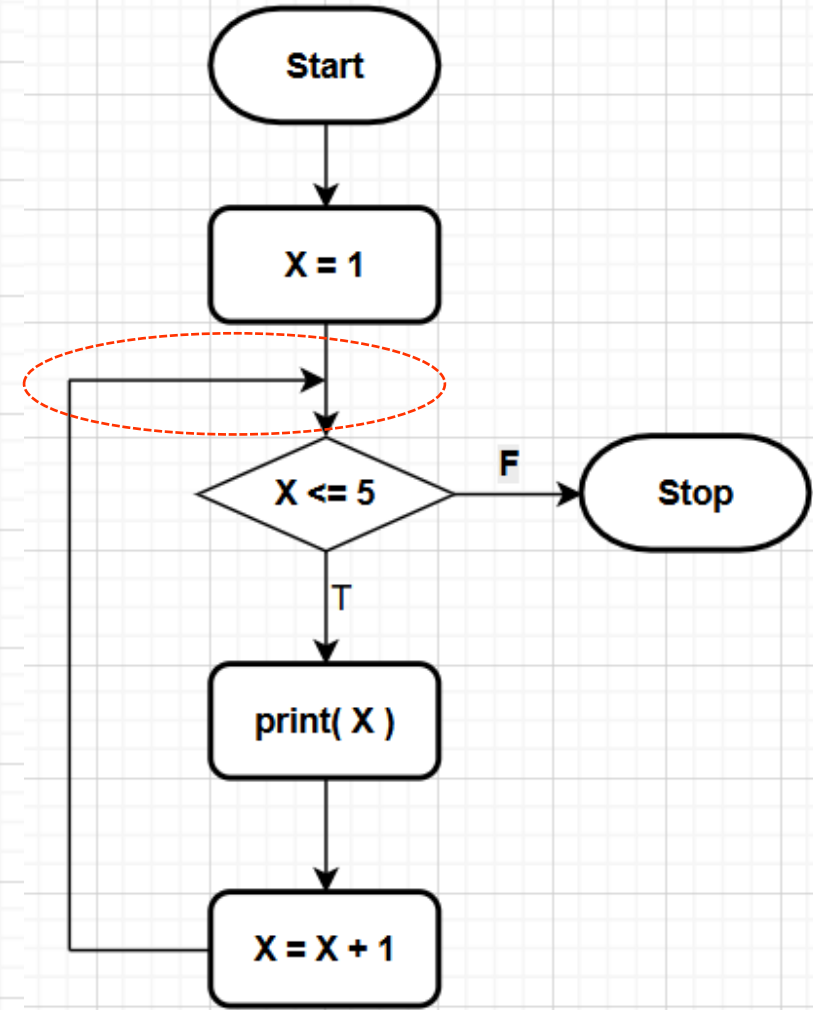 Start
X = 1
X <= 5
F
Stop
T
print( X )
X = X + 1